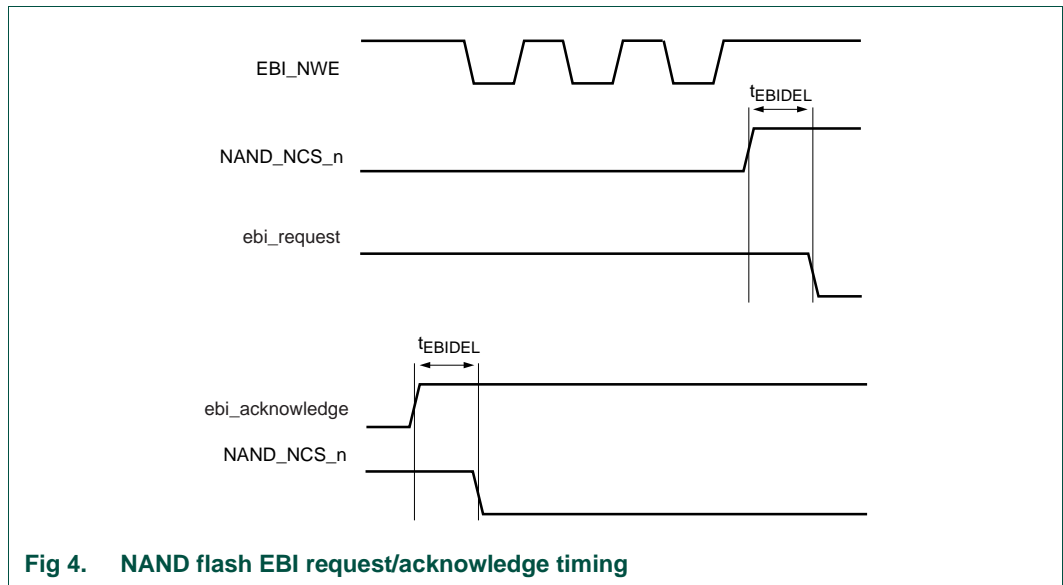 EBI_NWE
tEBIDEL
NAND_NCS_n
ebi_request
tEBIDEL
ebi_acknowledge
NAND_NCS_n
Fig 4. NAND flash EBI request/acknowledge timing